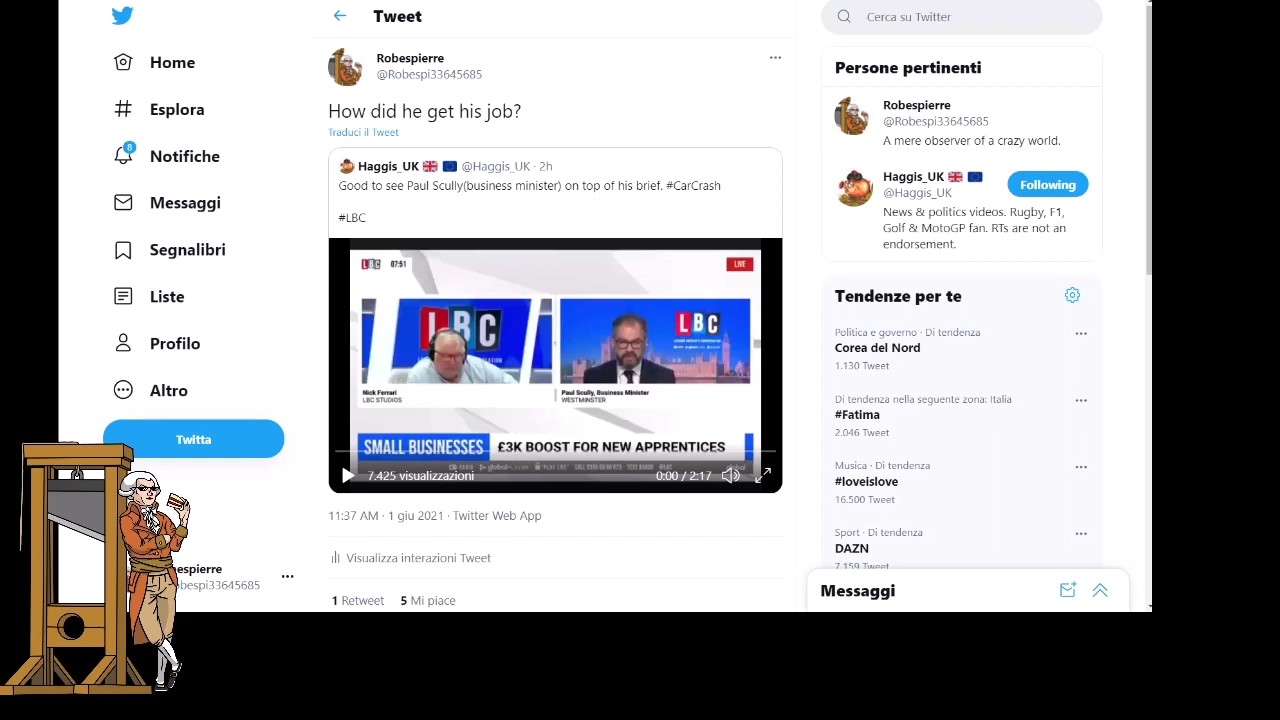 Home
Esplora
Notifiche
8
Messaggi
Segnalibri
Liste
Profilo
Altro
Twitta
espierre
bespi33645685
Tweet
Robespierre
@Robespi33645685
How did he get his job?
Traduci il Tweet
Haggis_UK @Haggis_UK · 2h
Good to see Paul Scully(business minister) on top of his brief. #CarCrash
#LBC
LBC 07:51
LIVE
LBC
LBC
Nick Ferrari
LBC STUDIOS
Paul Scully, Business Minister
WESTMINSTER
SMALL BUSINESSES £3K BOOST FOR NEW APPRENTICES
7.425 visualizzazioni
0:00 / 2:17
11:37 AM · 1 giu 2021 · Twitter Web App
Visualizza interazioni Tweet
1 Retweet 5 Mi piace
Cerca su Twitter
Persone pertinenti
Robespierre
@Robespi33645685
A mere observer of a crazy world.
Haggis_UK
@Haggis_UK
Following
News & politics videos. Rugby, F1,
Golf & MotoGP fan. RTs are not an
endorsement.
Tendenze per te
Politica e governo · Di tendenza
Corea del Nord
1.130 Tweet
Di tendenza nella seguente zona: Italia
#Fatima
2.046 Tweet
Musica · Di tendenza
#loveislove
16.500 Tweet
Sport · Di tendenza
DAZN
7.159 Tweet
Messaggi